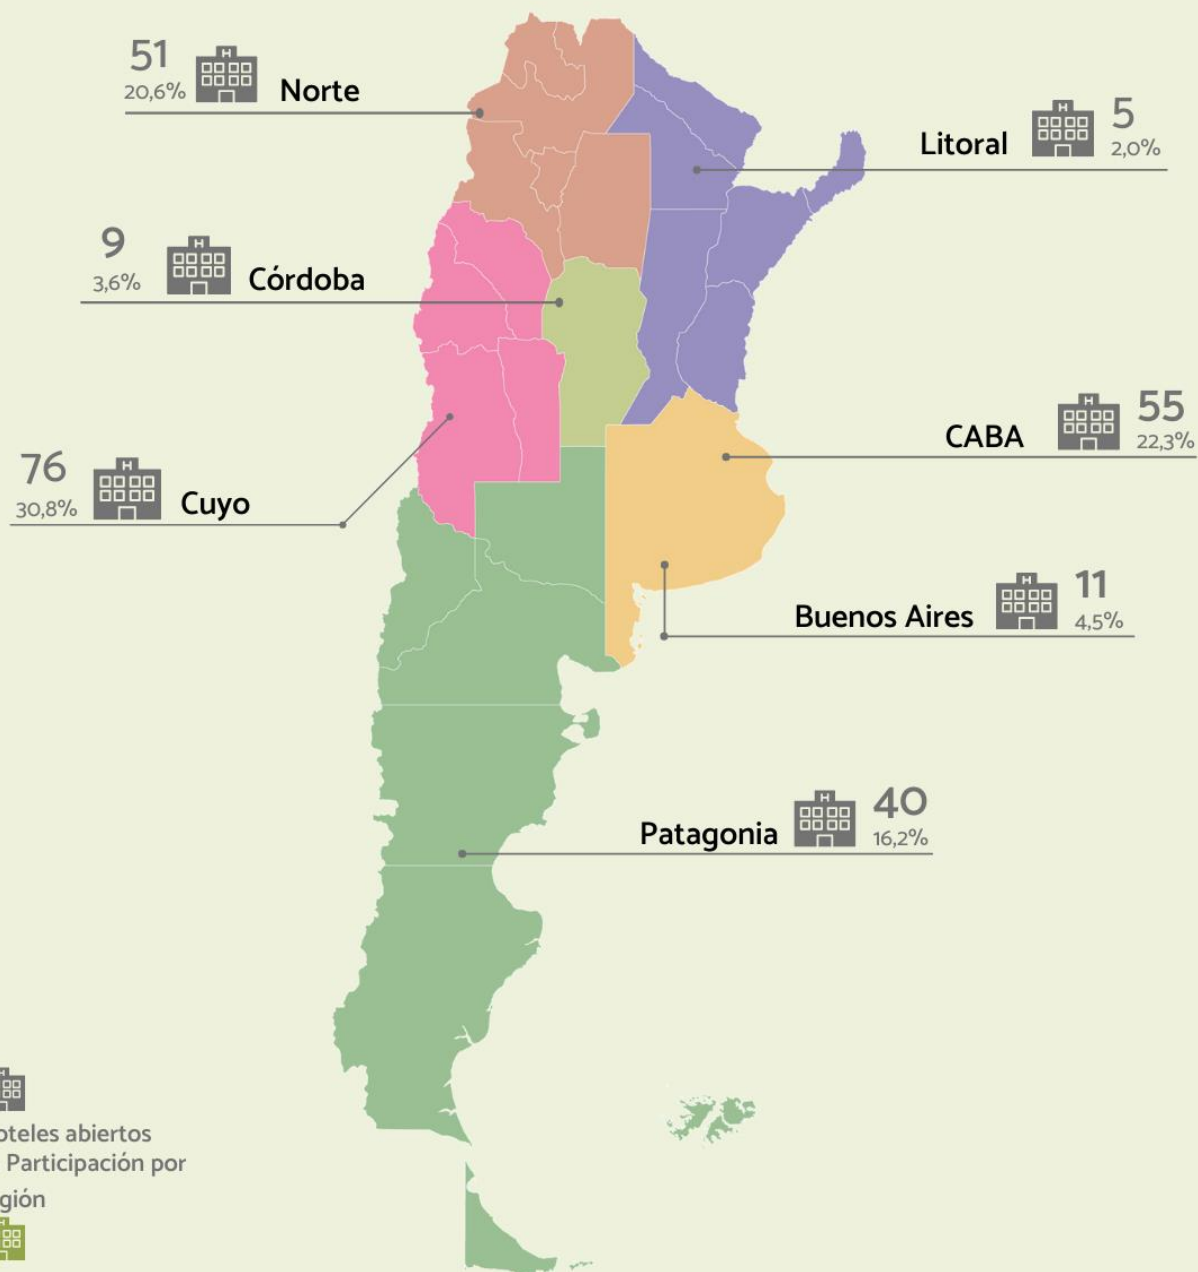 51
20,6%
Norte
Litoral
5
2,0%
9
3,6%
Córdoba
CABA
55
22,3%
76
30,8%
Cuyo
Buenos Aires
11
4,5%
Patagonia
40
16,2%
oteles abiertos
Participación por
gión